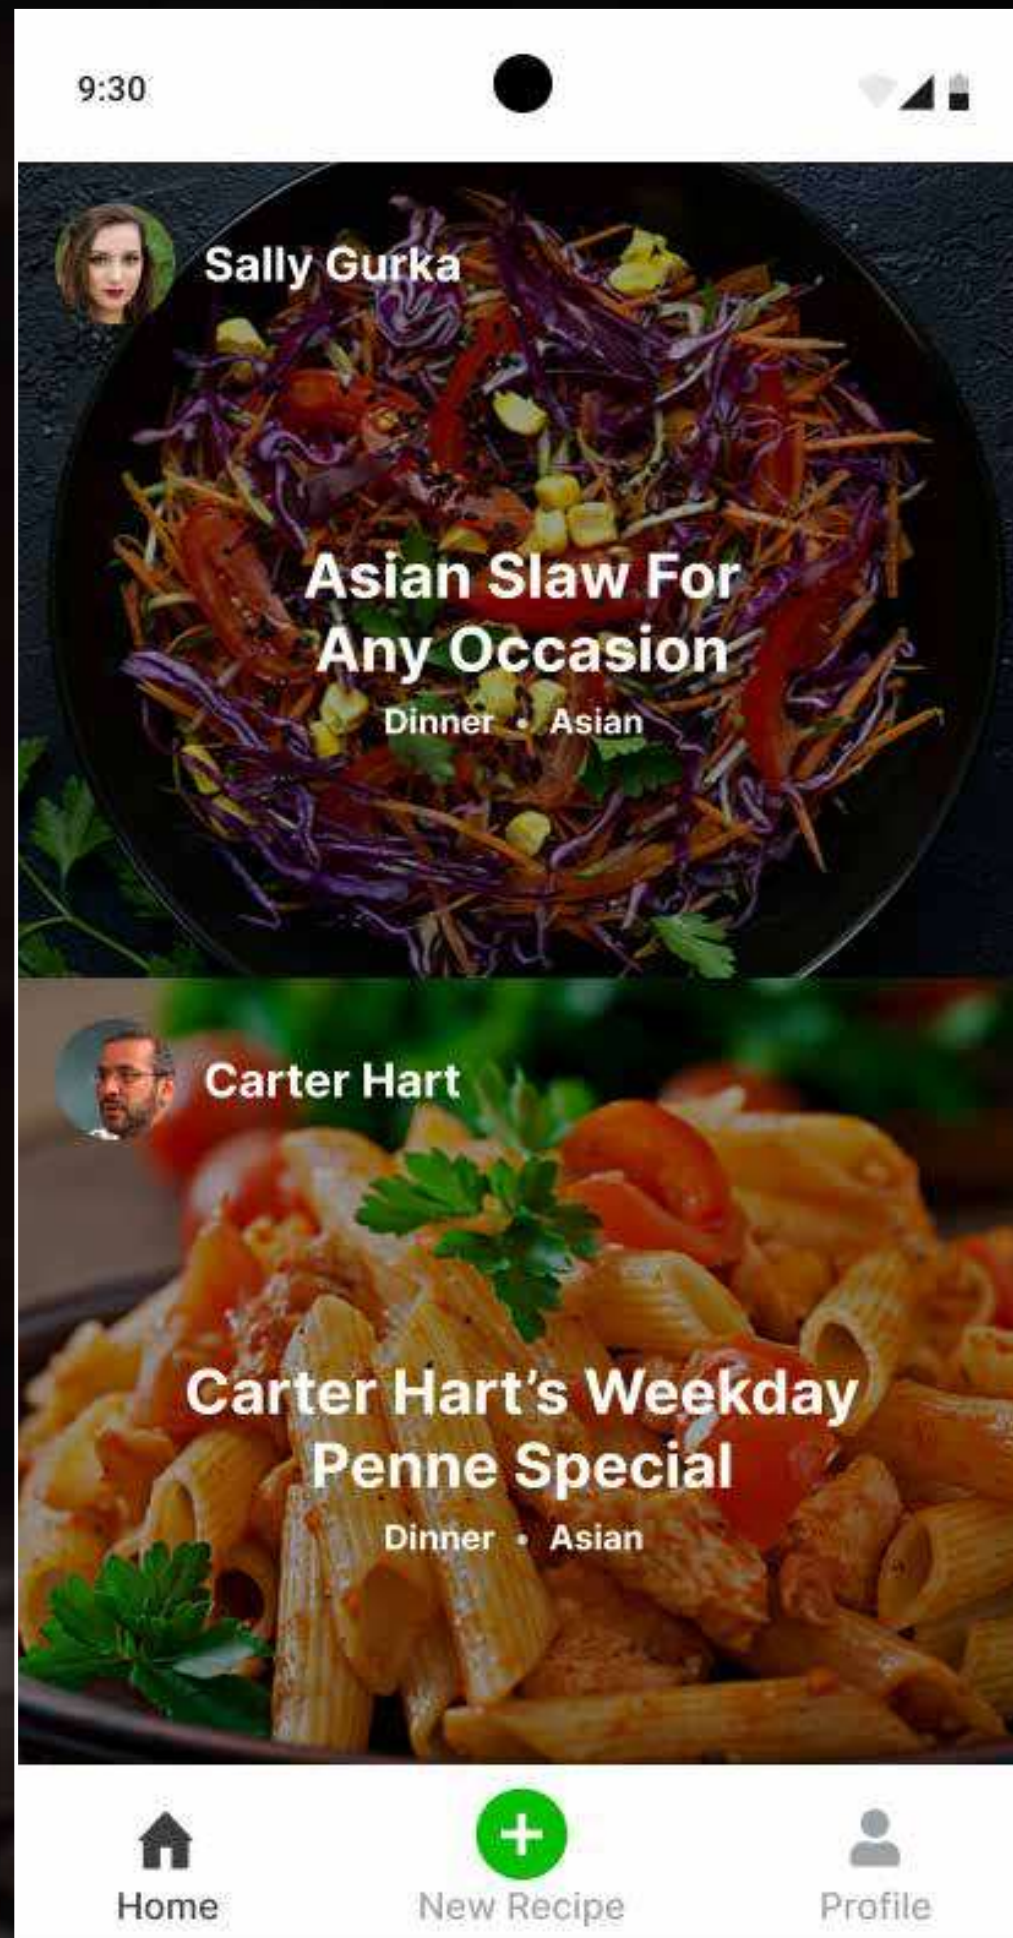 9:30
Sally Gurka
Asian Slaw For
Any Occasion
Dinner • Asian
Carter Hart
Carter Hart’s Weekday
Penne Special
Dinner • Asian
Home
New Recipe
Profile